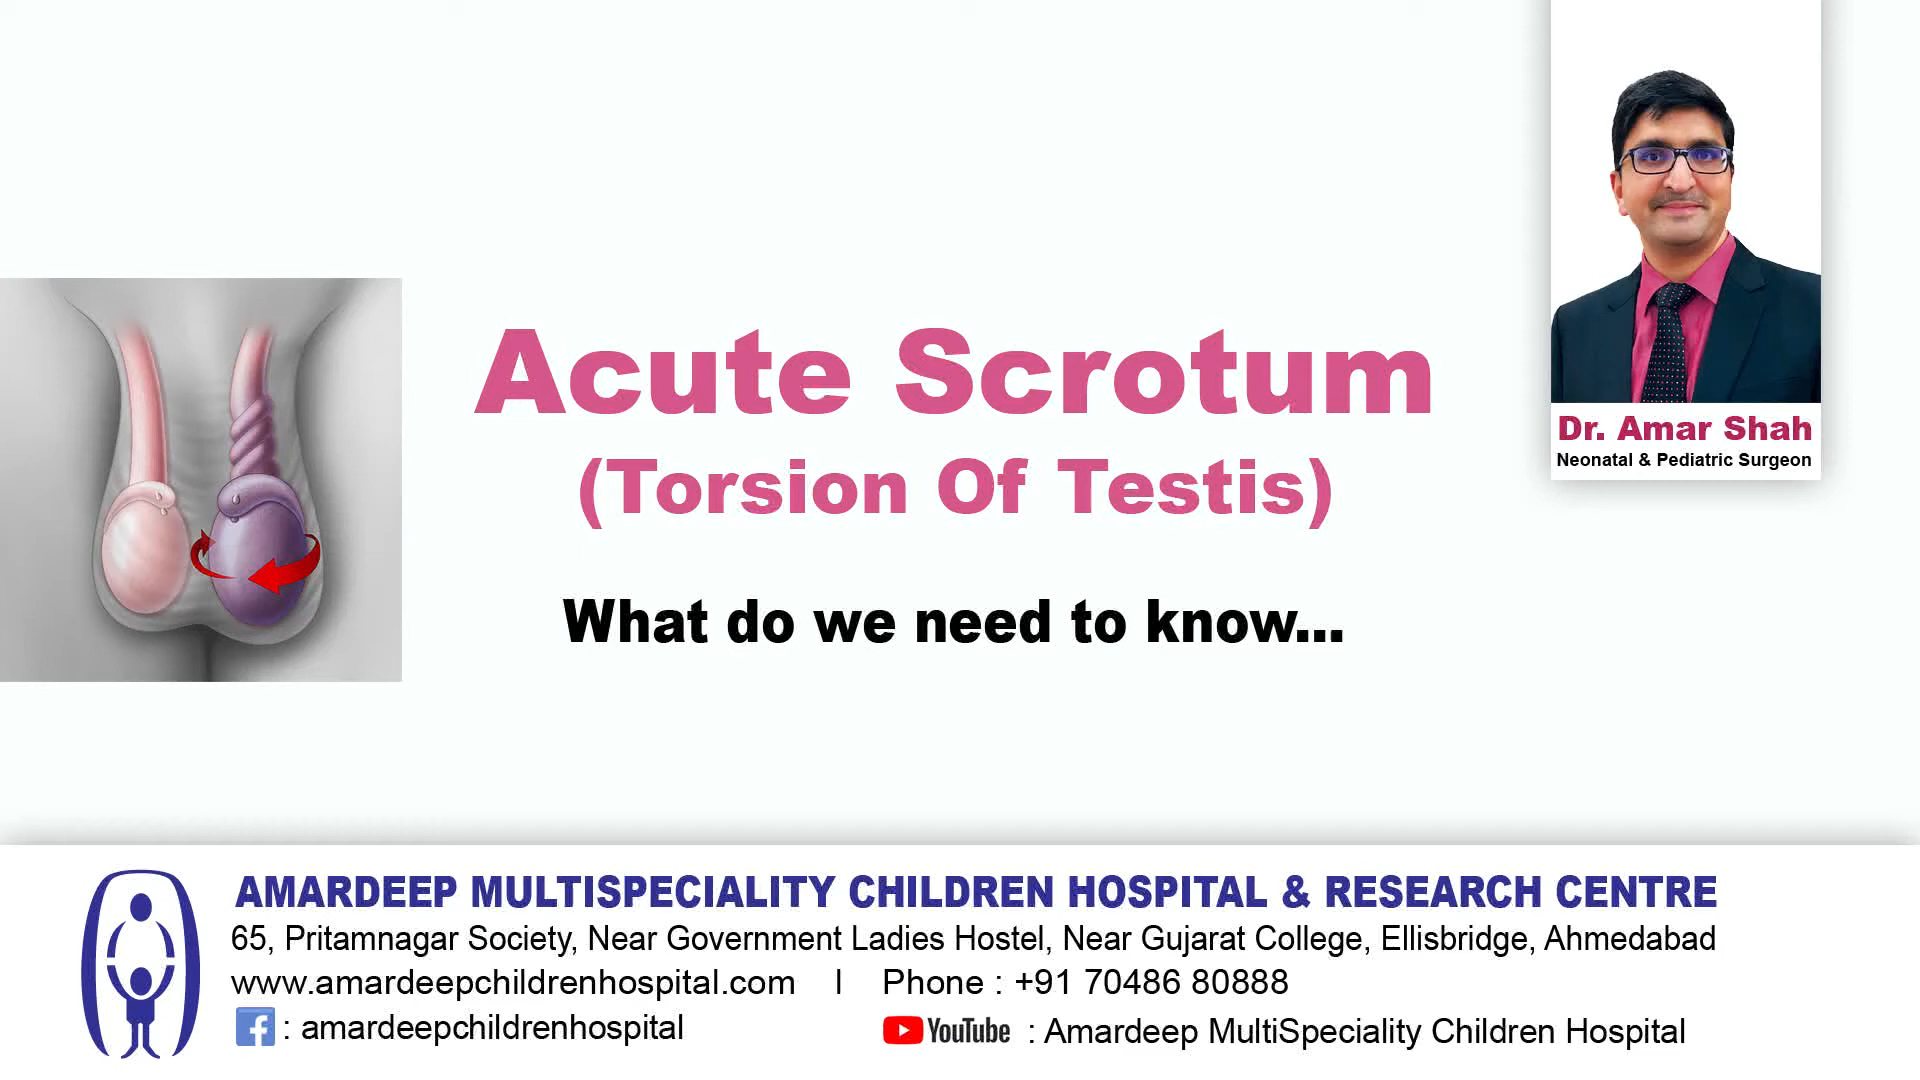 Acute Scrotum
(Torsion Of Testis)
What do we need to know...
Dr. Amar Shah
Neonatal & Pediatric Surgeon
AMARDEEP MULTISPECIALITY CHILDREN HOSPITAL & RESEARCH CENTRE
65, Pritamnagar Society, Near Government Ladies Hostel, Near Gujarat College, Ellisbridge, Ahmedabad
www.amardeepchildrenhospital.com | Phone : +91 70486 80888
f : amardeepchildrenhospital
YouTube : Amardeep MultiSpeciality Children Hospital